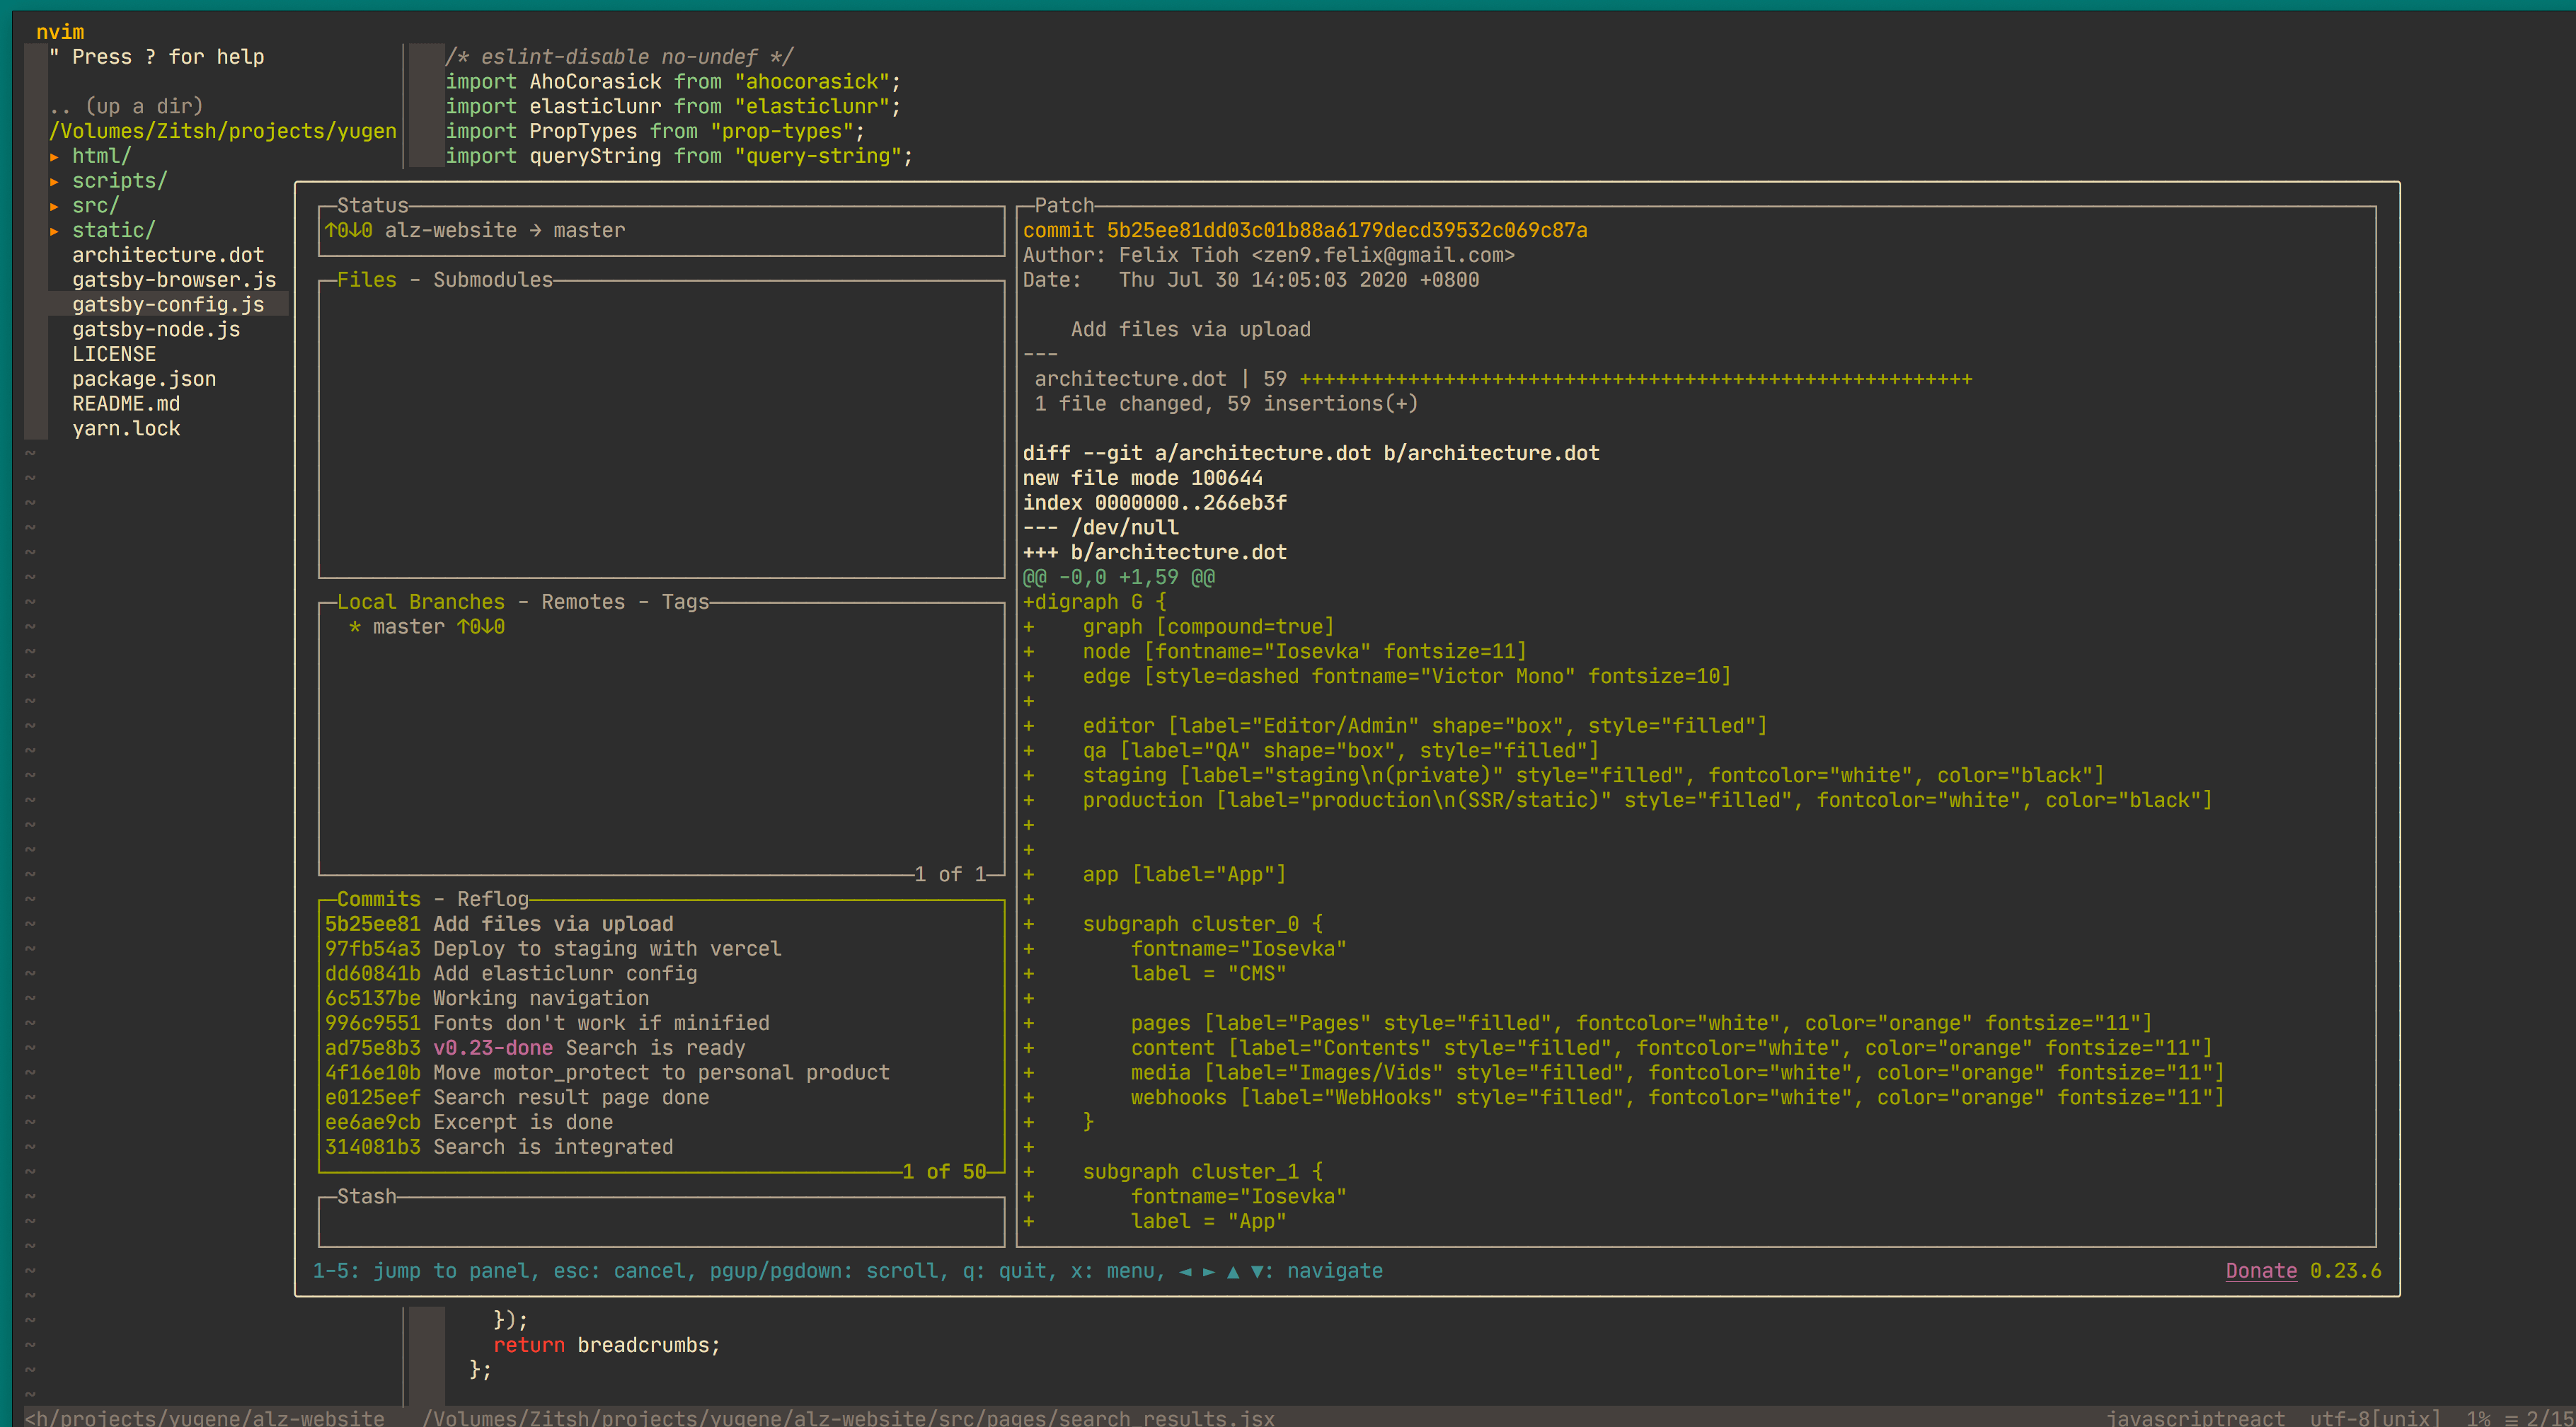 nvim
" Press ? for help
.. (up a dir)
/Volumes/Zitsh/projects/yugen
▸ html/
▸ scripts/
▸ src/
▸ static/
architecture.dot
gatsby-browser.js
gatsby-config.js
gatsby-node.js
LICENSE
package.json
README.md
yarn.lock
/* eslint-disable no-undef */
import AhoCorasick from "ahocorasick";
import elasticlunr from "elasticlunr";
import PropTypes from "prop-types";
import queryString from "query-string";
Status
↑0↓0 alz-website → master
Files - Submodules
Local Branches - Remotes - Tags
* master ↑0↓0
1 of 1
Commits - Reflog
5b25ee81 Add files via upload
97fb54a3 Deploy to staging with vercel
dd60841b Add elasticlunr config
6c5137be Working navigation
996c9551 Fonts don't work if minified
ad75e8b3 v0.23-done Search is ready
4f16e10b Move motor_protect to personal product
e0125eef Search result page done
ee6ae9cb Excerpt is done
314081b3 Search is integrated
1 of 50
Stash
Patch
commit 5b25ee81dd03c01b88a6179decd39532c069c87a
Author: Felix Tioh <zen9.felix@gmail.com>
Date:   Thu Jul 30 14:05:03 2020 +0800
Add files via upload
---
architecture.dot | 59 ++++++++++++++++++++++++++++++++++++++++++++++++++++++++
1 file changed, 59 insertions(+)
diff --git a/architecture.dot b/architecture.dot
new file mode 100644
index 0000000..266eb3f
--- /dev/null
+++ b/architecture.dot
@@ -0,0 +1,59 @@
+digraph G {
+    graph [compound=true]
+    node [fontname="Iosevka" fontsize=11]
+    edge [style=dashed fontname="Victor Mono" fontsize=10]
+
+    editor [label="Editor/Admin" shape="box", style="filled"]
+    qa [label="QA" shape="box", style="filled"]
+    staging [label="staging\n(private)" style="filled", fontcolor="white", color="black"]
+    production [label="production\n(SSR/static)" style="filled", fontcolor="white", color="black"]
+
+
+    app [label="App"]
+
+    subgraph cluster_0 {
+        fontname="Iosevka"
+        label = "CMS"
+
+        pages [label="Pages" style="filled", fontcolor="white", color="orange" fontsize="11"]
+        content [label="Contents" style="filled", fontcolor="white", color="orange" fontsize="11"]
+        media [label="Images/Vids" style="filled", fontcolor="white", color="orange" fontsize="11"]
+        webhooks [label="WebHooks" style="filled", fontcolor="white", color="orange" fontsize="11"]
+    }
+
+    subgraph cluster_1 {
+        fontname="Iosevka"
+        label = "App"
1-5: jump to panel, esc: cancel, pgup/pgdown: scroll, q: quit, x: menu, ◄ ► ▲ ▼: navigate
Donate 0.23.6
});
return breadcrumbs;
};
<h/projects/yugene/alz-website /Volumes/Zitsh/projects/yugene/alz-website/src/pages/search_results.jsx javascriptreact utf-8[unix] 1% ≡ 2/15